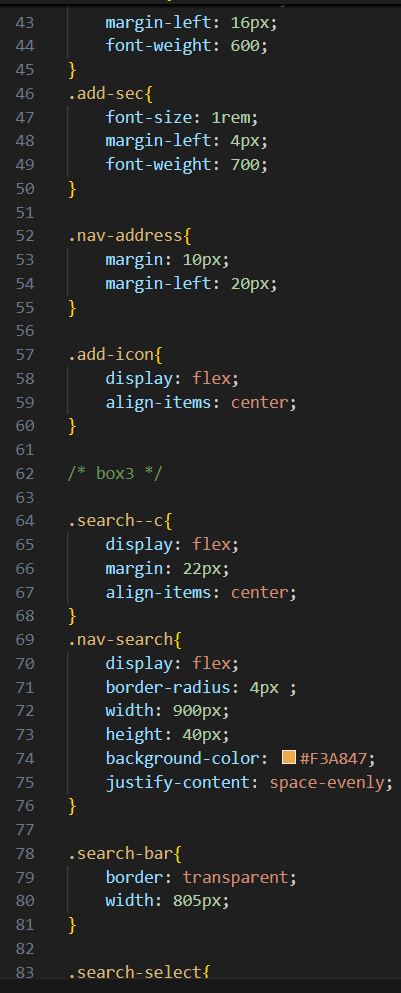 43 margin-left: 16px;
44 font-weight: 600;
45 }
46 .add-sec{
47 font-size: 1rem;
48 margin-left: 4px;
49 font-weight: 700;
50 }
51
52 .nav-address{
53 margin: 10px;
54 margin-left: 20px;
55 }
56
57 .add-icon{
58 display: flex;
59 align-items: center;
60 }
61
62 /* box3 */
63
64 .search--c{
65 display: flex;
66 margin: 22px;
67 align-items: center;
68 }
69 .nav-search{
70 display: flex;
71 border-radius: 4px ;
72 width: 900px;
73 height: 40px;
74 background-color: #F3A847;
75 justify-content: space-evenly;
76 }
77
78 .search-bar{
79 border: transparent;
80 width: 805px;
81 }
82
83 .search-select{